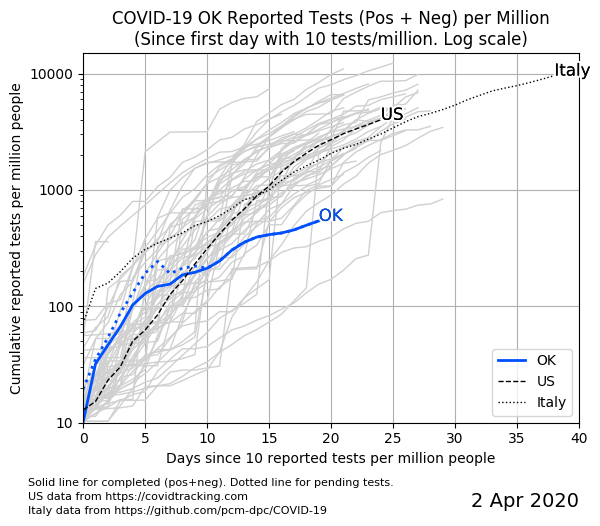 COVID-19 OK Reported Tests (Pos + Neg) per Million
(Since first day with 10 tests/million. Log scale)
Cumulative reported tests per million people
10000
1000
100
10
Italy
US
OK
OK
US
Italy
0
5
10
15
20
25
30
35
40
Days since 10 reported tests per million people
Solid line for completed (pos+neg). Dotted line for pending tests.
US data from https://covidtracking.com
Italy data from https://github.com/pcm-dpc/COVID-19
2 Apr 2020